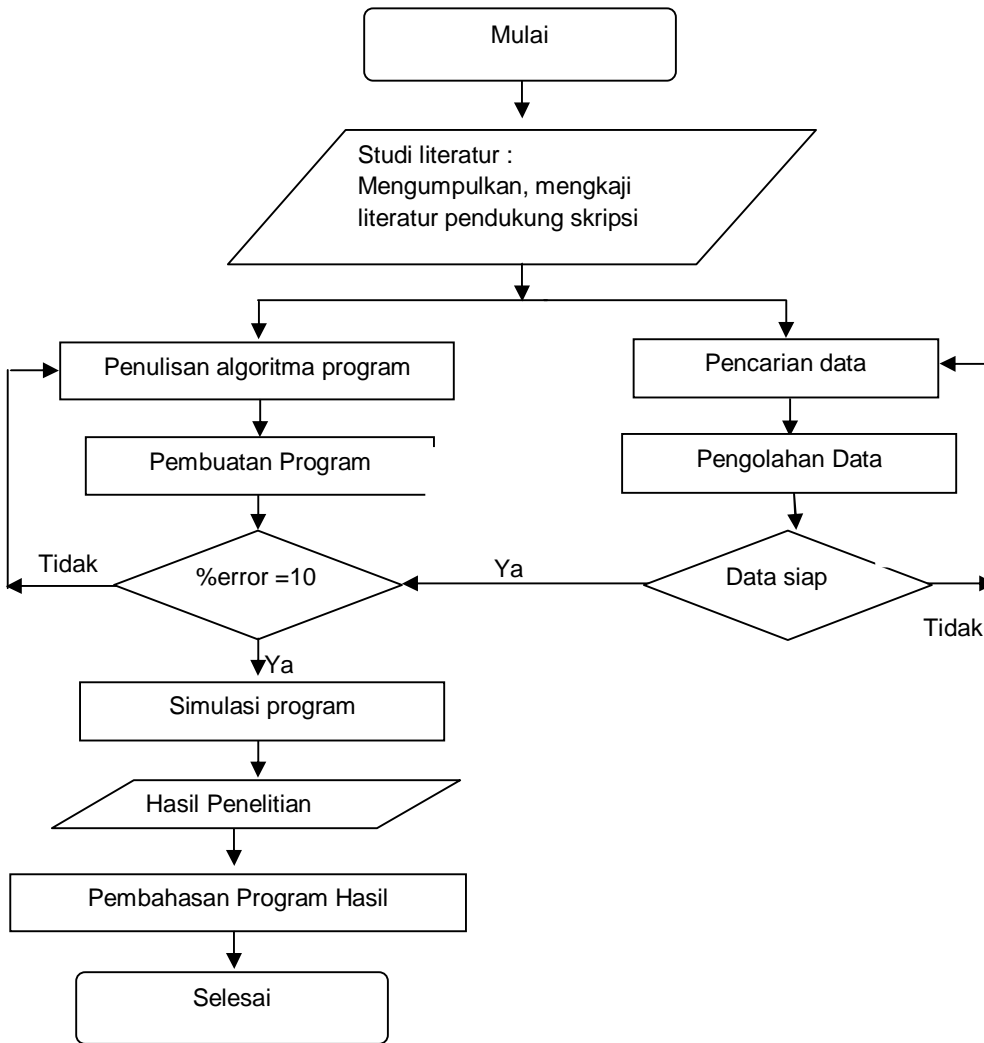 Mulai
Studi literatur :
Mengumpulkan, mengkaji
literatur pendukung skripsi
Penulisan algoritma program
Pencarian data
Pembuatan Program
Pengolahan Data
Tidak
%error =10
Ya
Data siap
Tidak
Ya
Simulasi program
Hasil Penelitian
Pembahasan Program Hasil
Selesai